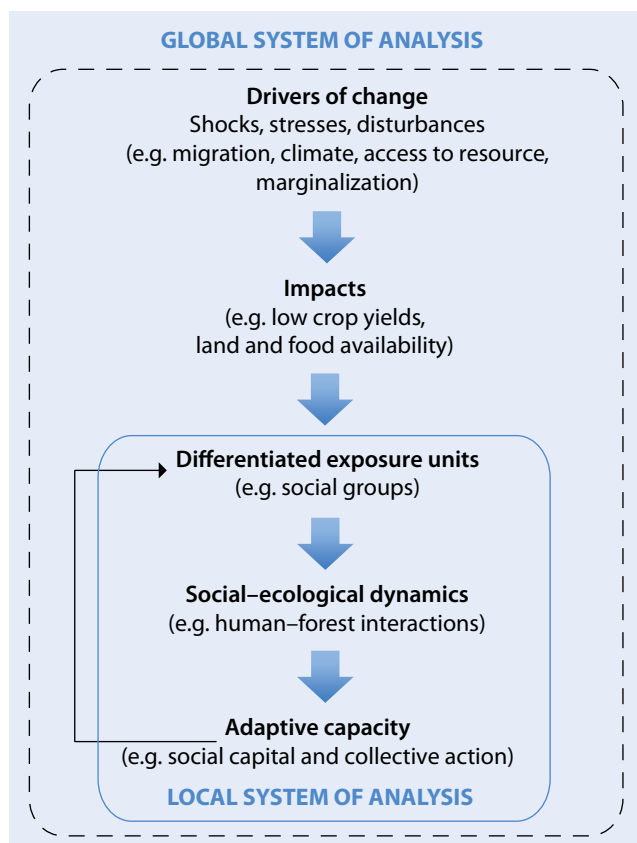 GLOBAL SYSTEM OF ANALYSIS
Drivers of change
Shocks, stresses, disturbances
(e.g. migration, climate, access to resource,
marginalization)
Impacts
(e.g. low crop yields,
land and food availability)
Differentiated exposure units
(e.g. social groups)
Social–ecological dynamics
(e.g. human–forest interactions)
Adaptive capacity
(e.g. social capital and collective action)
LOCAL SYSTEM OF ANALYSIS